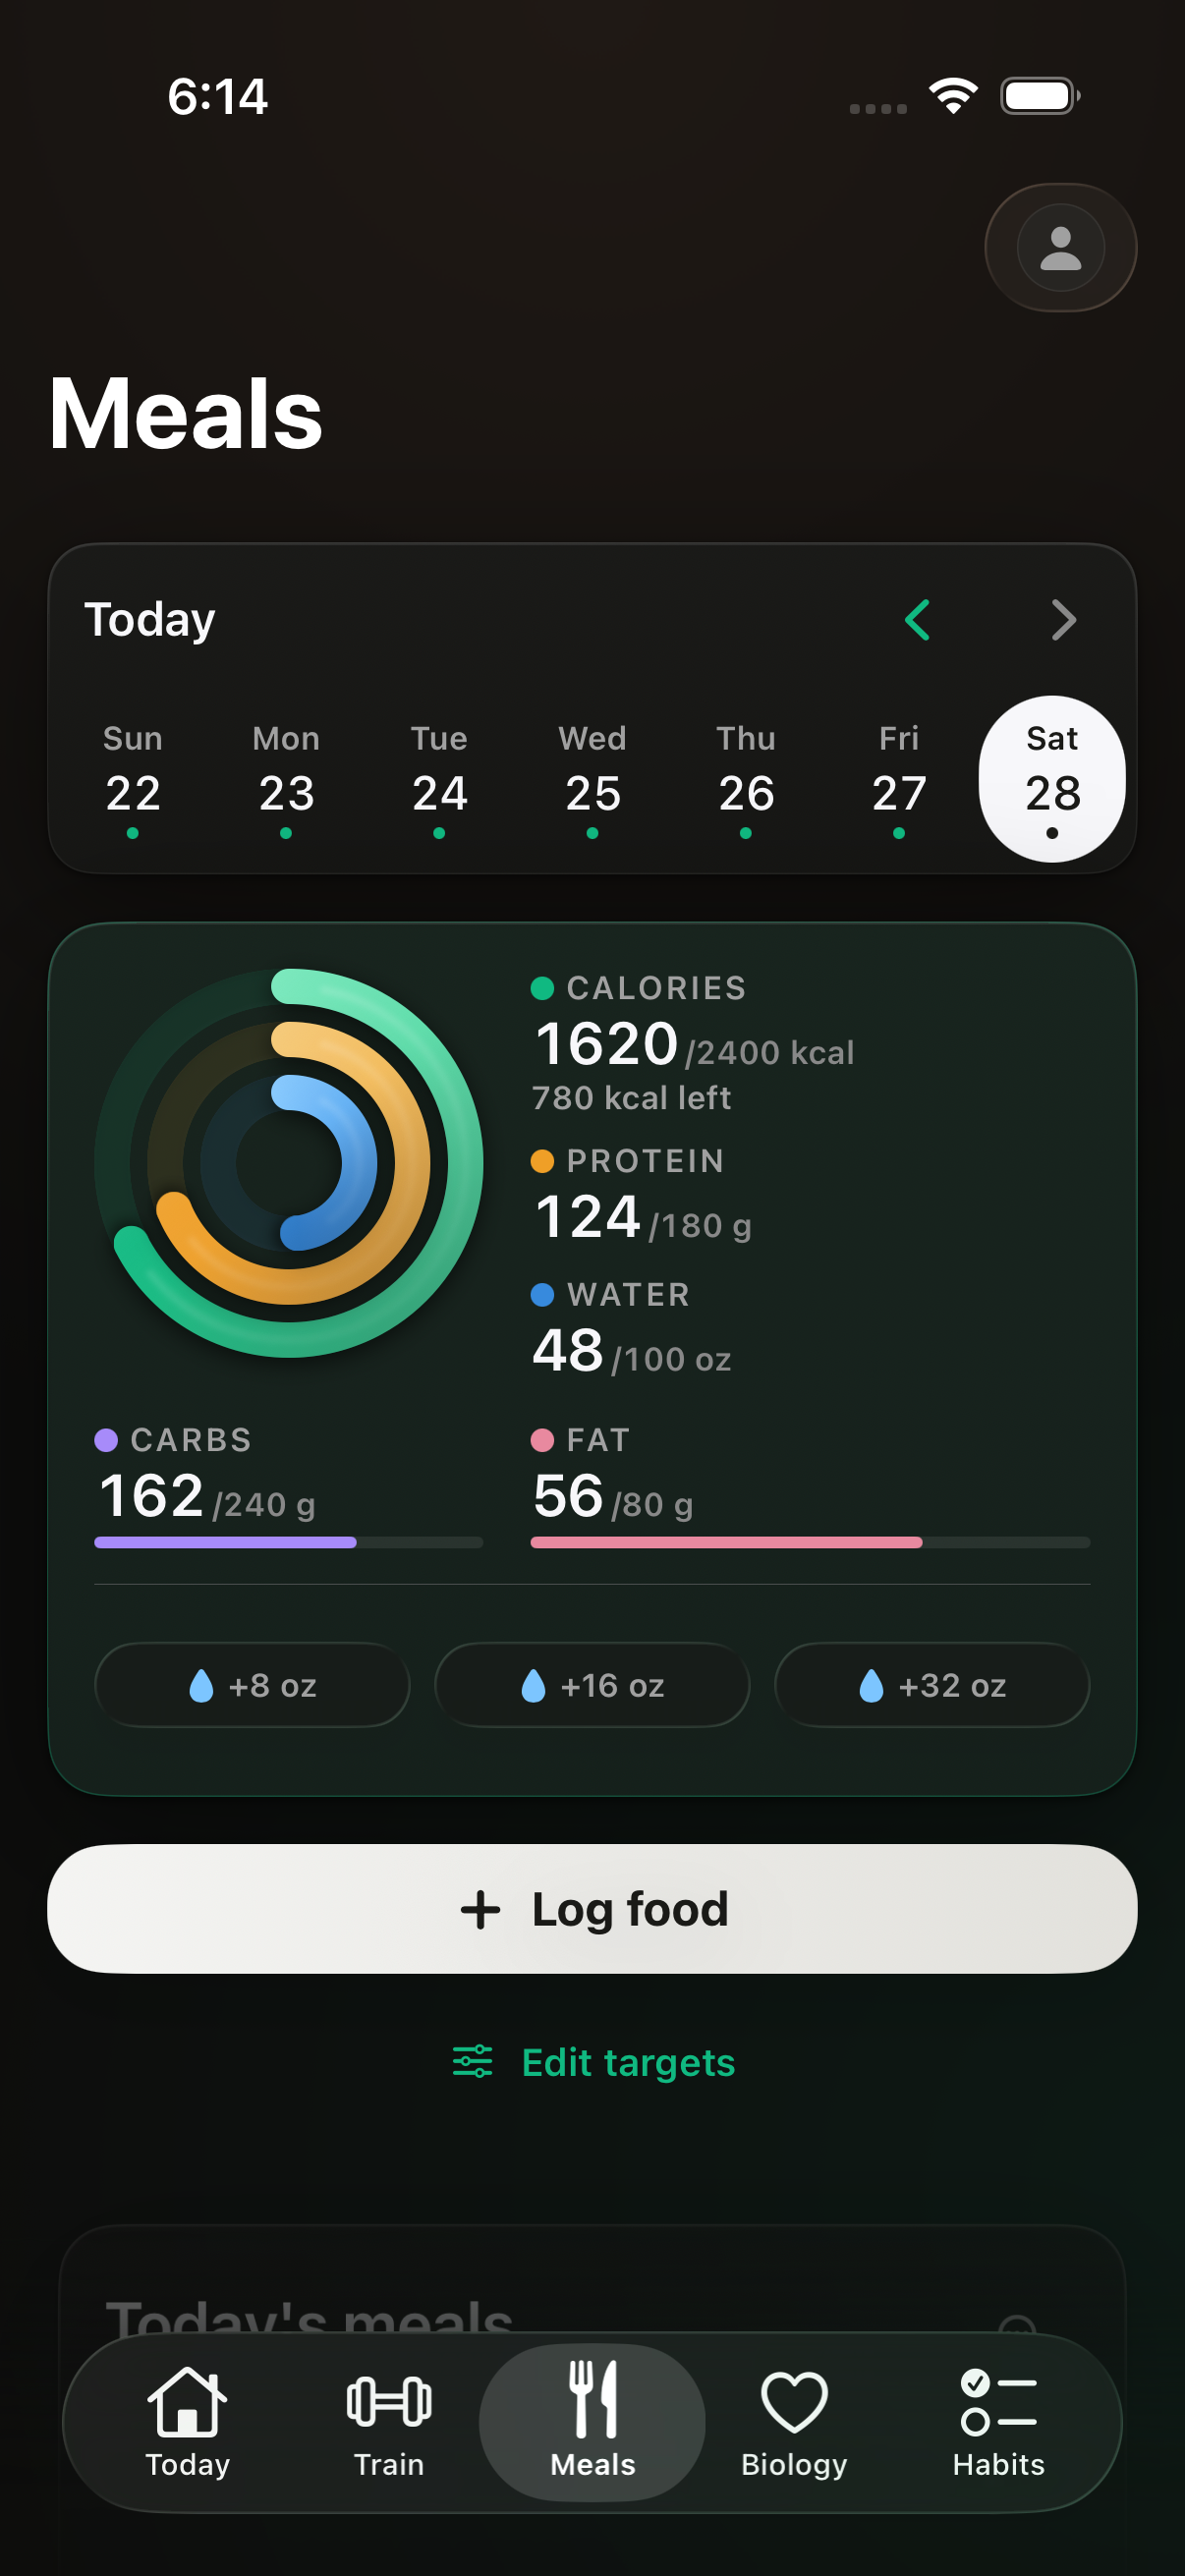 6:14
Meals
Today
Sun Mon Tue Wed Thu Fri Sat
22 23 24 25 26 27 28
CALORIES
1620/2400 kcal
780 kcal left
PROTEIN
124/180 g
WATER
48/100 oz
CARBS
162/240 g
FAT
56/80 g
+8 oz
+16 oz
+32 oz
Log food
Edit targets
Today's meals
Today Train Meals Biology Habits